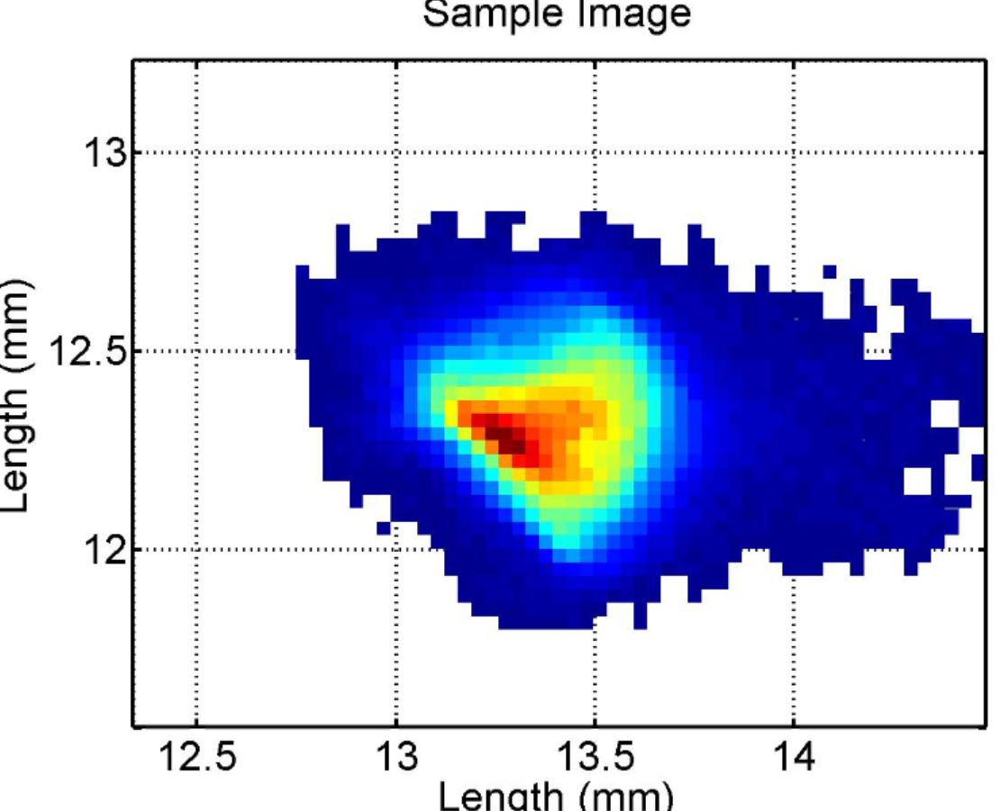 Sample Image
13
12.5
12
Length (mm)
12.5 13 13.5 14
Length (mm)